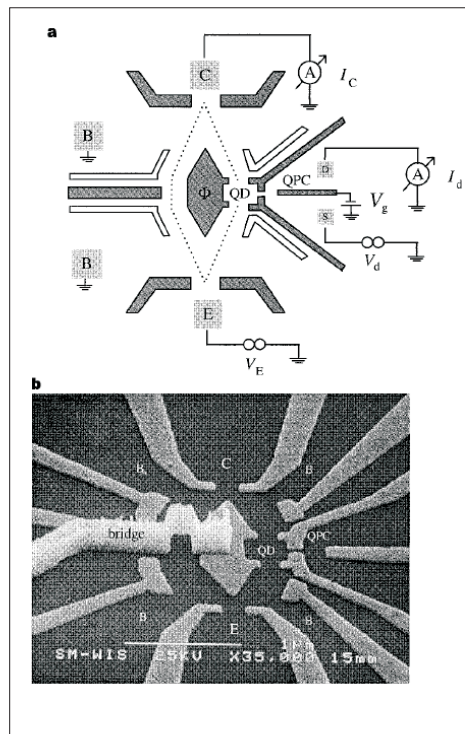 a
C
A
I_C
B
Φ
QD
QPC
D
A
I_d
V_g
S
V_d
B
E
V_E
b
C
B
B
bridge
QD
QPC
B
E
B
SM-WIS 25KV X35,000 15mm